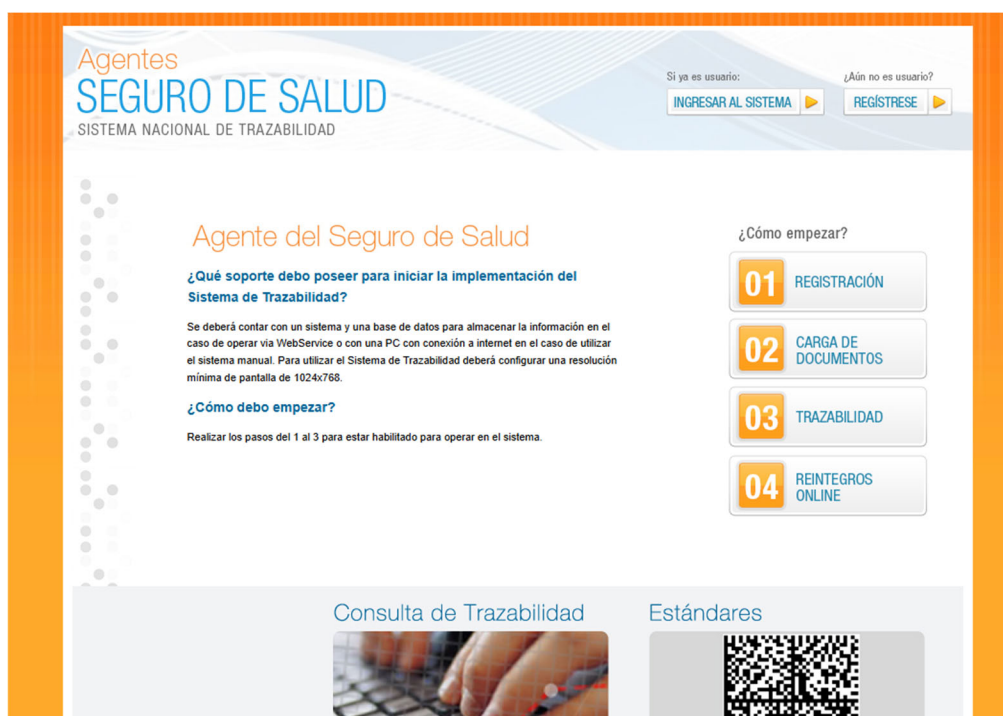 Agentes
SEGURO DE SALUD
SISTEMA NACIONAL DE TRAZABILIDAD
Si ya es usuario:
INGRESAR AL SISTEMA
¿Aún no es usuario?
REGÍSTRESE
Agente del Seguro de Salud
¿Qué soporte debo poseer para iniciar la implementación del
Sistema de Trazabilidad?
Se deberá contar con un sistema y una base de datos para almacenar la información en el
caso de operar via WebService o con una PC con conexión a internet en el caso de utilizar
el sistema manual. Para utilizar el Sistema de Trazabilidad deberá configurar una resolución
mínima de pantalla de 1024x768.
¿Cómo debo empezar?
Realizar los pasos del 1 al 3 para estar habilitado para operar en el sistema.
¿Cómo empezar?
01 REGISTRACIÓN
02 CARGA DE
DOCUMENTOS
03 TRAZABILIDAD
04 REINTEGROS
ONLINE
Consulta de Trazabilidad
Estándares